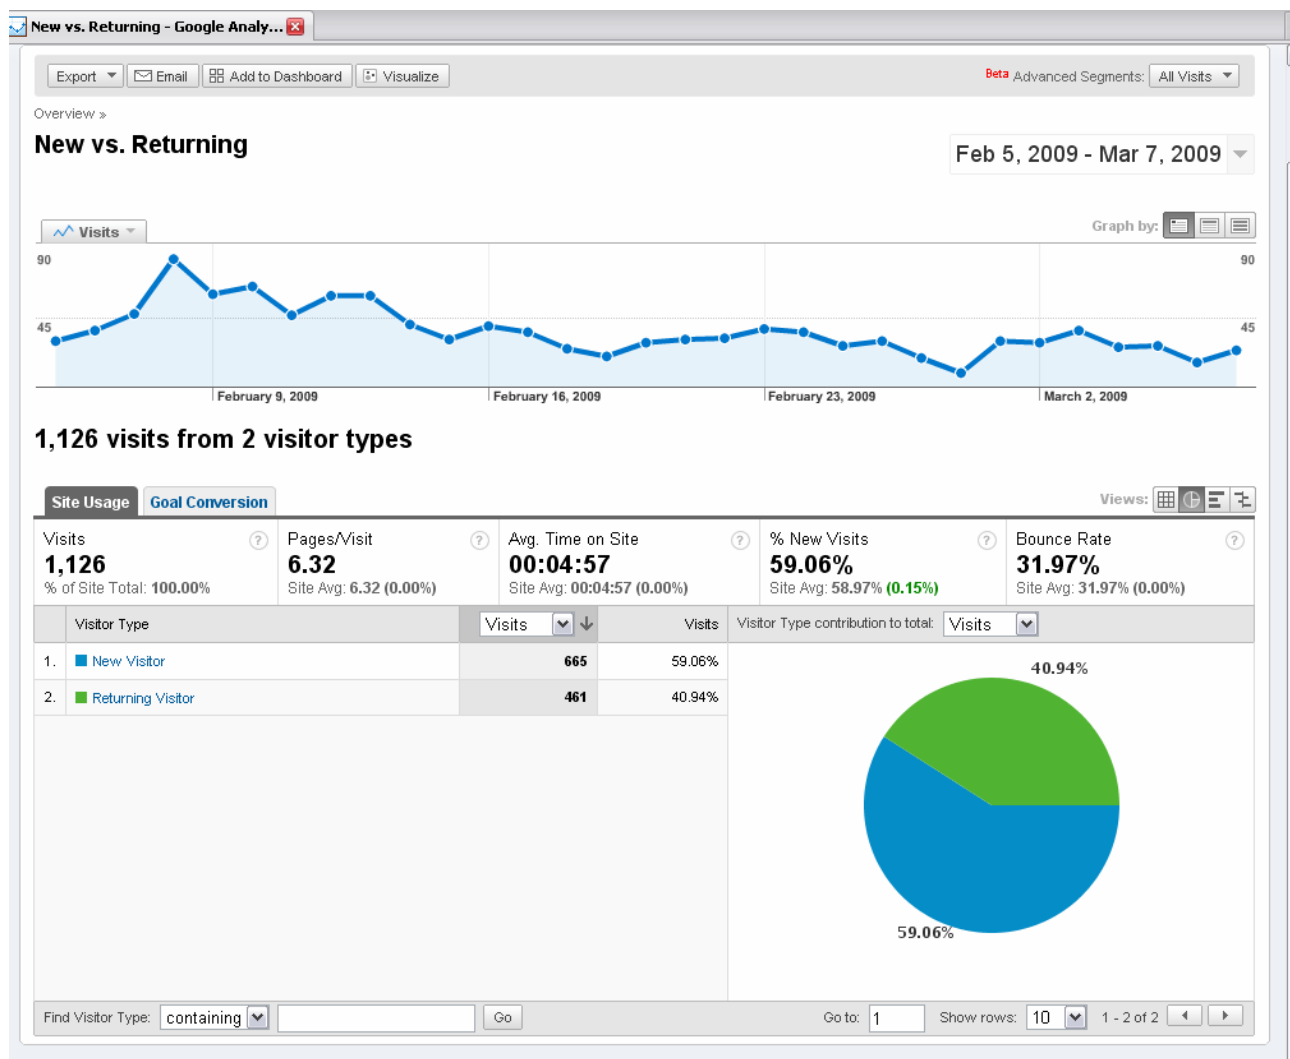 New vs. Returning - Google Analy...
Export Email Add to Dashboard Visualize Beta Advanced Segments: All Visits
Overview »
New vs. Returning
Feb 5, 2009 - Mar 7, 2009
Visits Graph by:
90 90
45 45
February 9, 2009 February 16, 2009 February 23, 2009 March 2, 2009
1,126 visits from 2 visitor types
Site Usage Goal Conversion Views:
Visits ? Pages/Visit ? Avg. Time on Site ? % New Visits ? Bounce Rate ?
1,126 6.32 00:04:57 59.06% 31.97%
% of Site Total: 100.00% Site Avg: 6.32 (0.00%) Site Avg: 00:04:57 (0.00%) Site Avg: 58.97% (0.15%) Site Avg: 31.97% (0.00%)
Visitor Type Visits Visits Visitor Type contribution to total: Visits
1. New Visitor 665 59.06%
2. Returning Visitor 461 40.94%
40.94%
59.06%
Find Visitor Type: containing Go Go to: 1 Show rows: 10 1 - 2 of 2